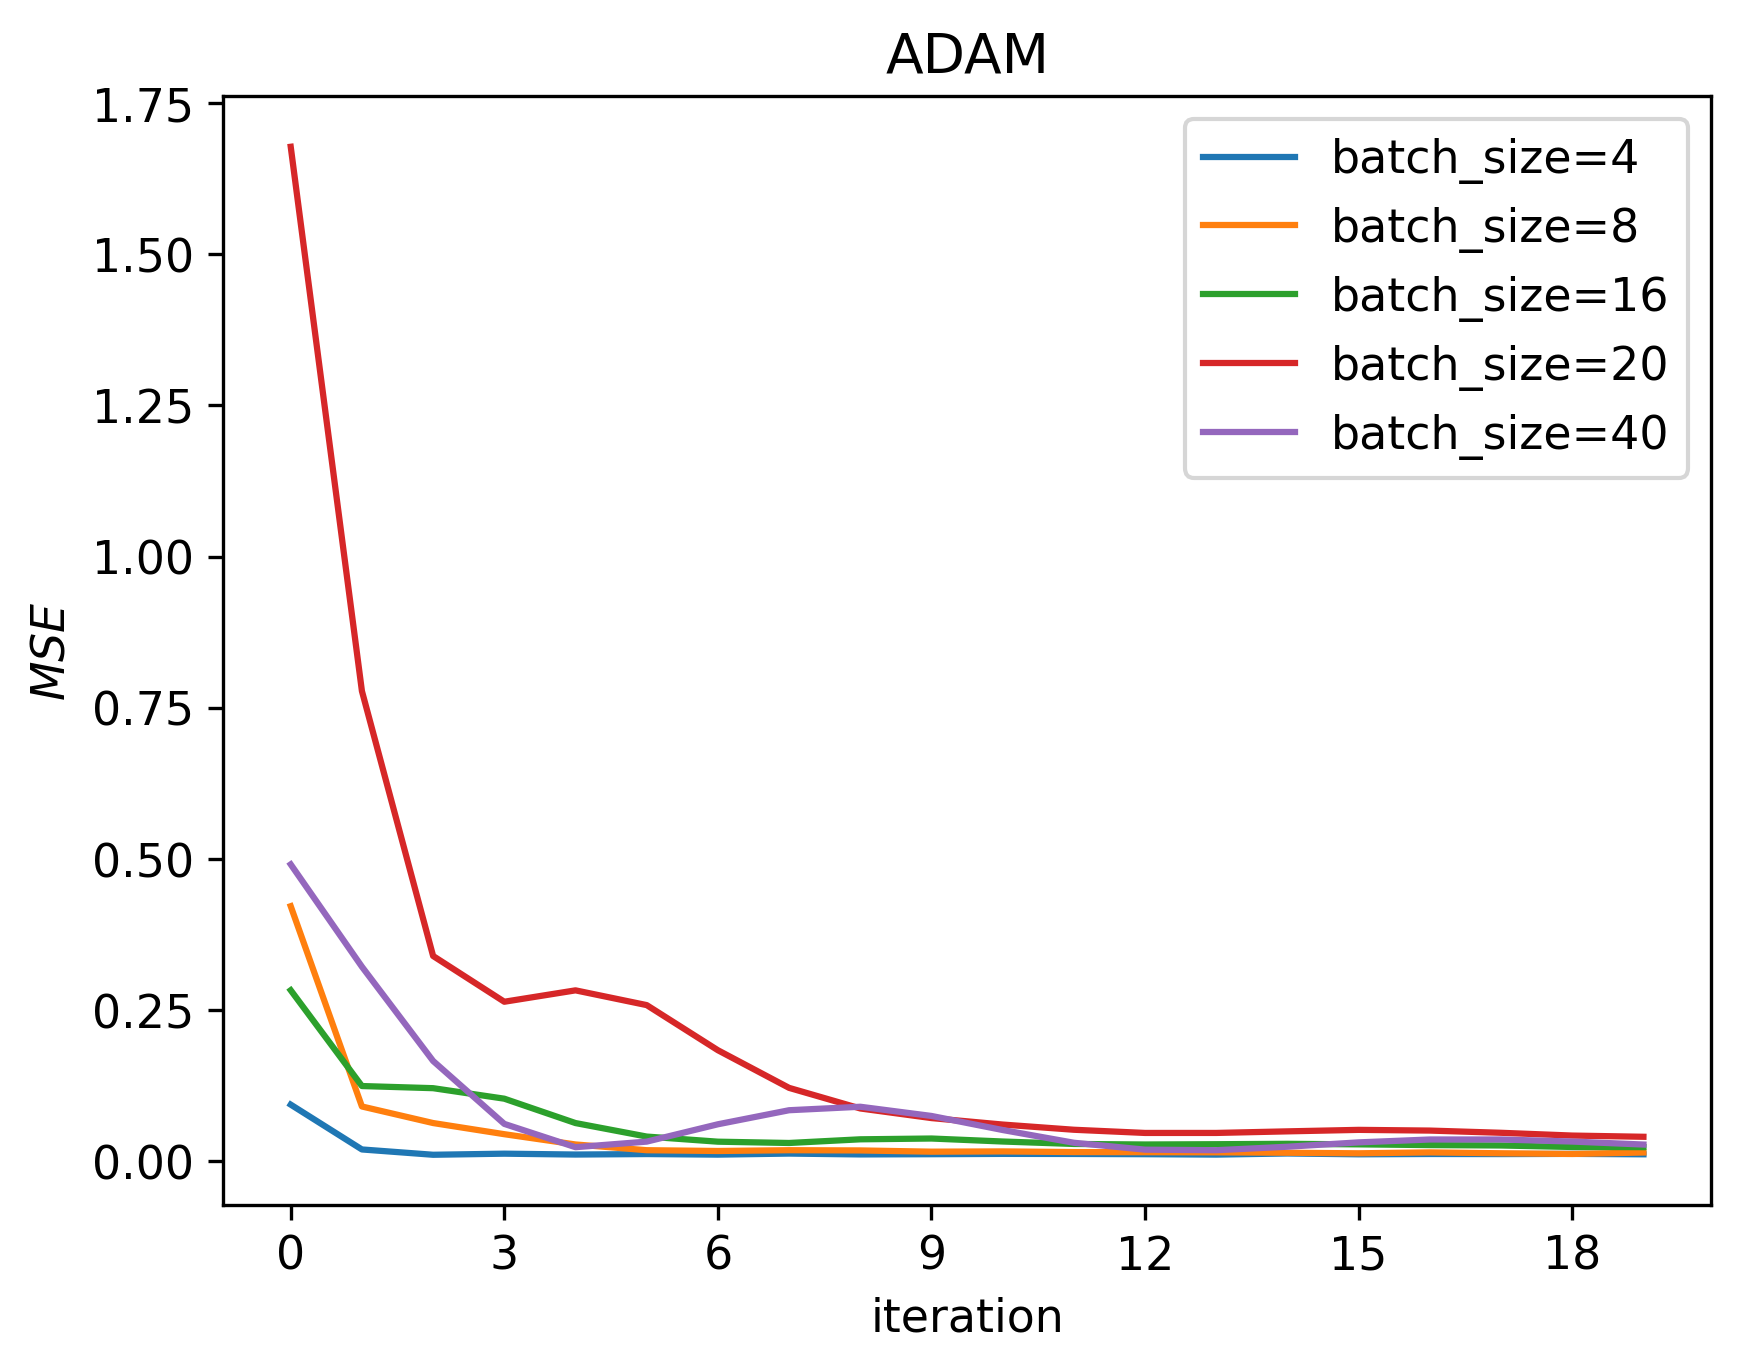 ADAM
1.75
1.50
1.25
1.00
0.75
0.50
0.25
0.00
MSE
batch_size=4
batch_size=8
batch_size=16
batch_size=20
batch_size=40
0 3 6 9 12 15 18
iteration